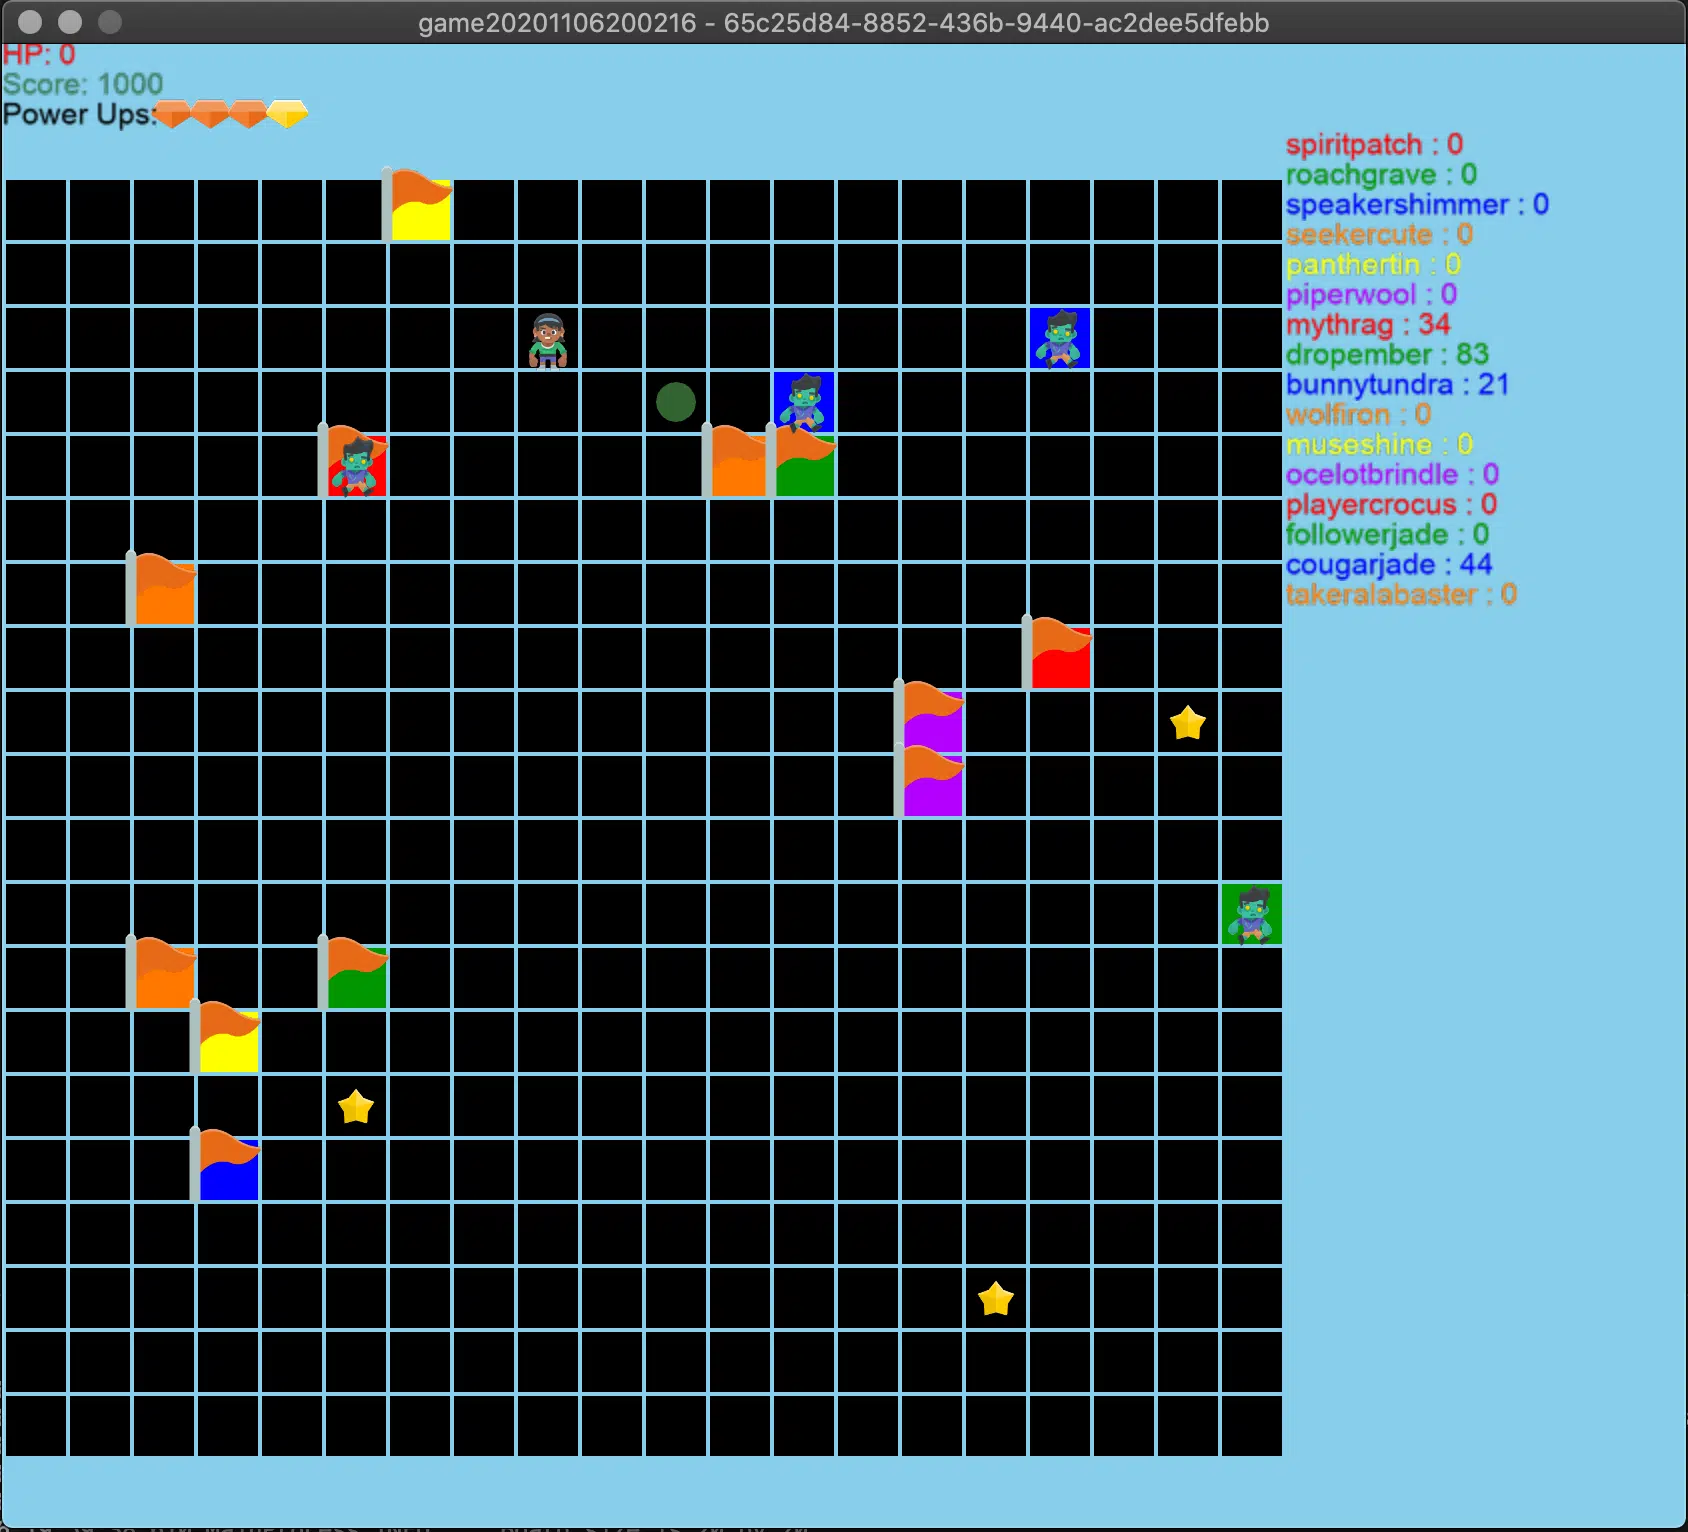 game20201106200216 - 65c25d84-8852-436b-9440-ac2dee5dfebb
HP: 0
Score: 1000
Power Ups:
spiritpatch : 0
roachgrave : 0
speakershimmer : 0
seekercute : 0
panthertin : 0
piperwool : 0
mythrag : 34
dropember : 83
bunnytundra : 21
wolfiron : 0
museshine : 0
ocelotbrindle : 0
playercrocus : 0
followerjade : 0
cougarjade : 44
takeralabaster : 0